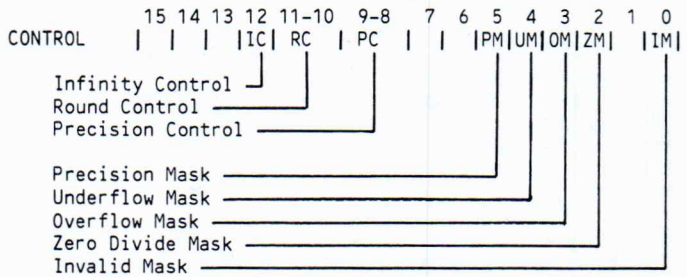 15 14 13 12 11-10 9-8 7 6 5 4 3 2 1 0
CONTROL | | | |IC| RC | PC | | |PM|UM|OM|ZM| |IM|
Infinity Control
Round Control
Precision Control
Precision Mask
Underflow Mask
Overflow Mask
Zero Divide Mask
Invalid Mask